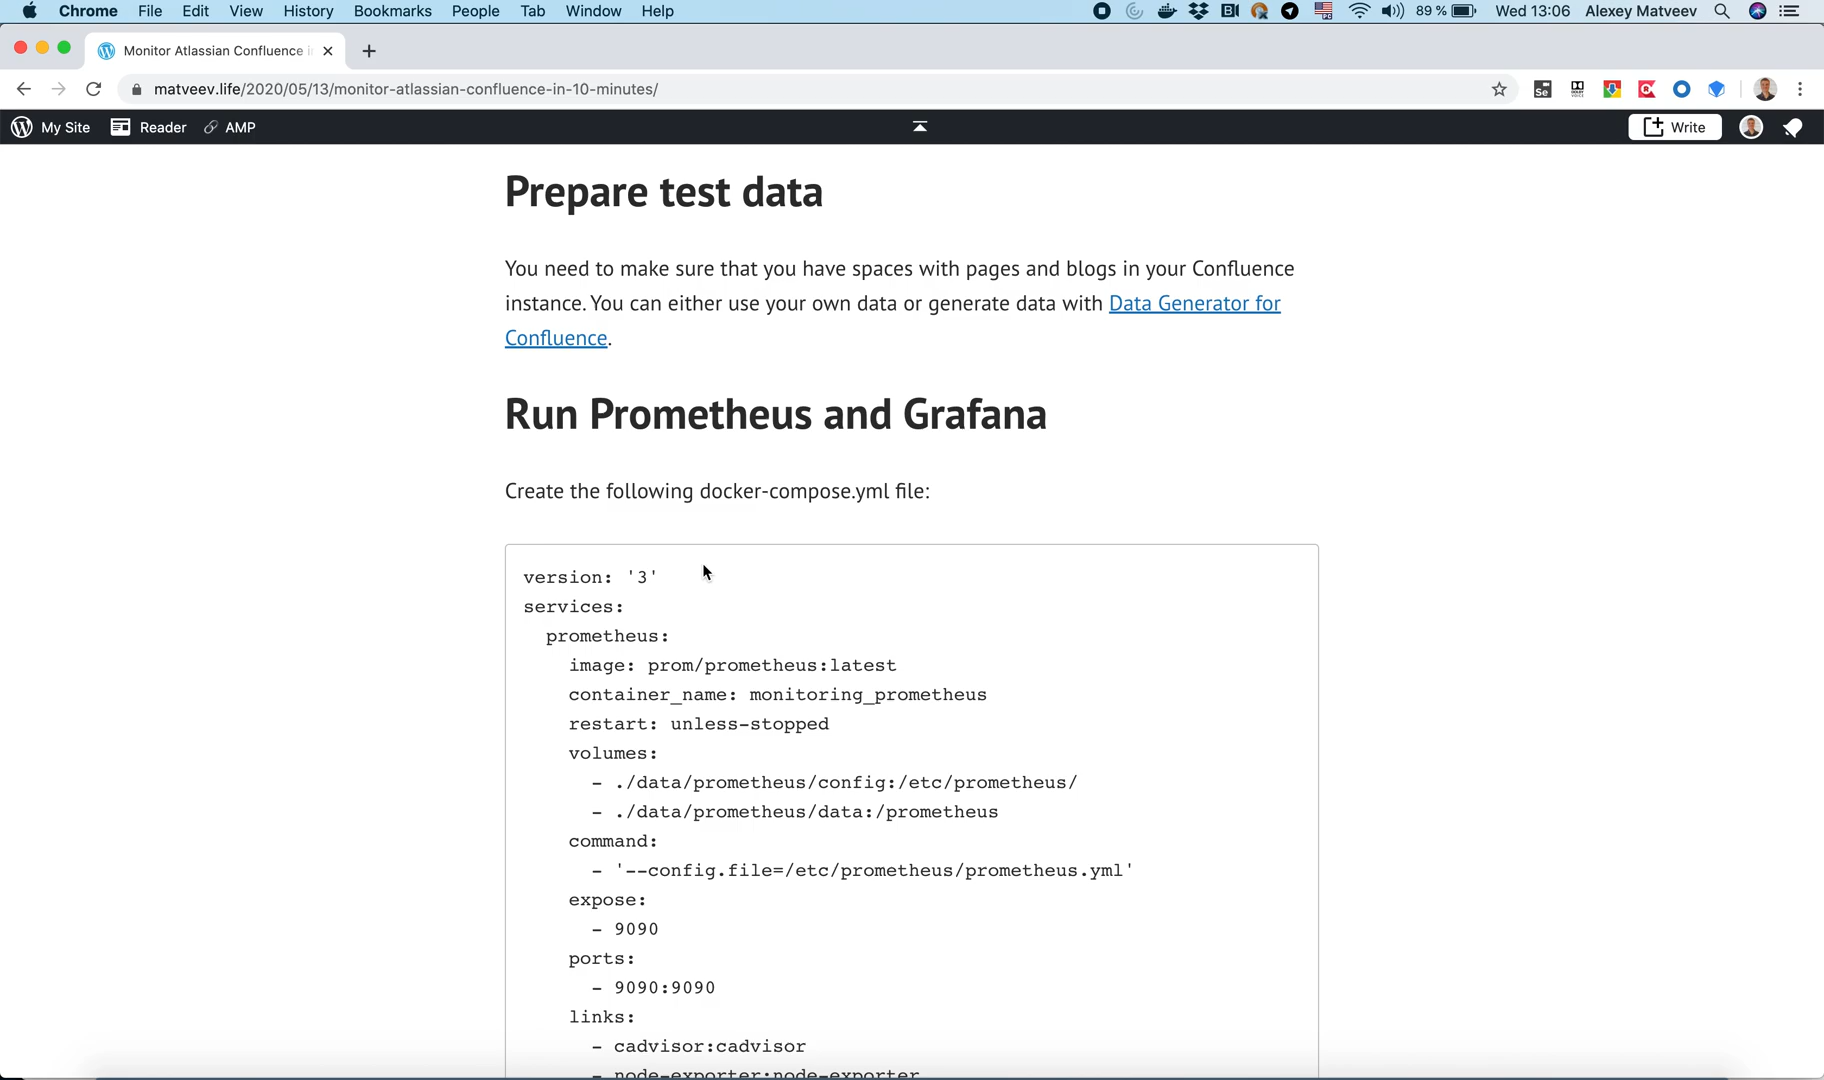 Chrome File Edit View History Bookmarks People Tab Window Help 89 % Wed 13:06 Alexey Matveev
Monitor Atlassian Confluence i
matveev.life/2020/05/13/monitor-atlassian-confluence-in-10-minutes/
My Site Reader AMP Write
Prepare test data
You need to make sure that you have spaces with pages and blogs in your Confluence
instance. You can either use your own data or generate data with Data Generator for
Confluence.
Run Prometheus and Grafana
Create the following docker-compose.yml file:
version: '3'
services:
prometheus:
image: prom/prometheus:latest
container_name: monitoring_prometheus
restart: unless-stopped
volumes:
- ./data/prometheus/config:/etc/prometheus/
- ./data/prometheus/data:/prometheus
command:
- '--config.file=/etc/prometheus/prometheus.yml'
expose:
- 9090
ports:
- 9090:9090
links:
- cadvisor:cadvisor
- node-exporter:node-exporter